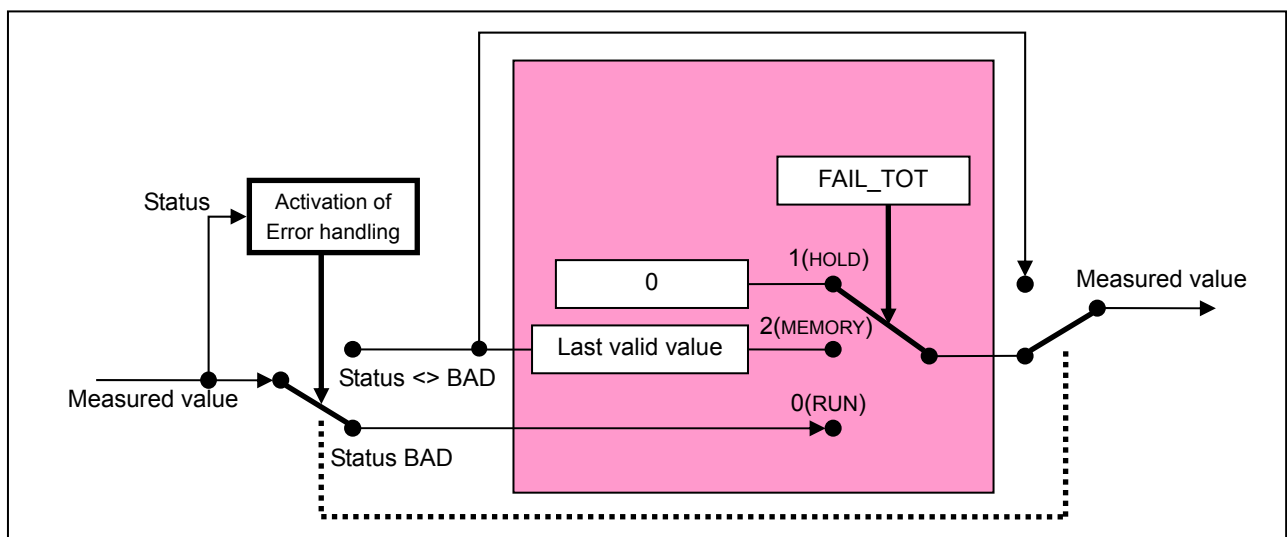 FAIL_TOT
Status
Activation of
Error handling
1(HOLD)
0
Measured value
2(MEMORY)
Last valid value
Status <> BAD
Measured value
0(RUN)
Status BAD